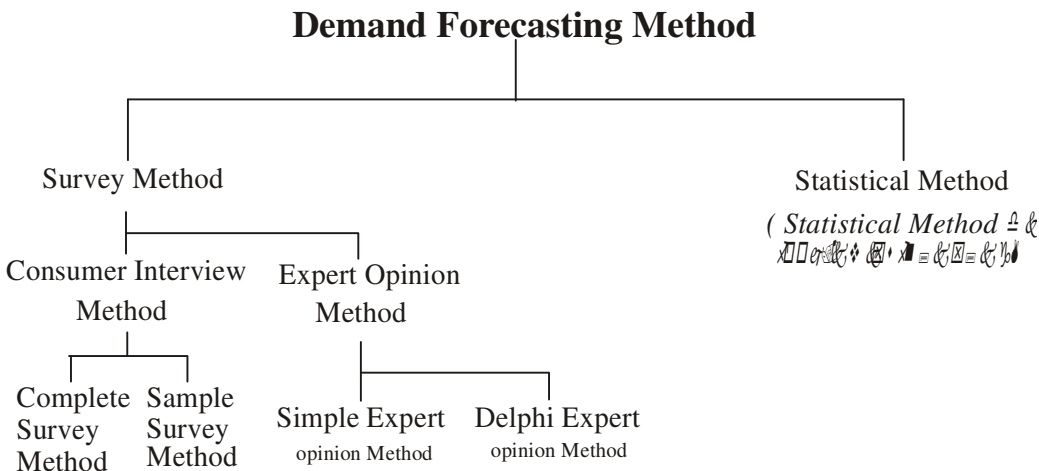 Demand Forecasting Method
Survey Method
Statistical Method
( Statistical Method
Consumer Interview
Method
Expert Opinion
Method
Complete
Survey
Method
Sample
Survey
Method
Simple Expert
opinion Method
Delphi Expert
opinion Method